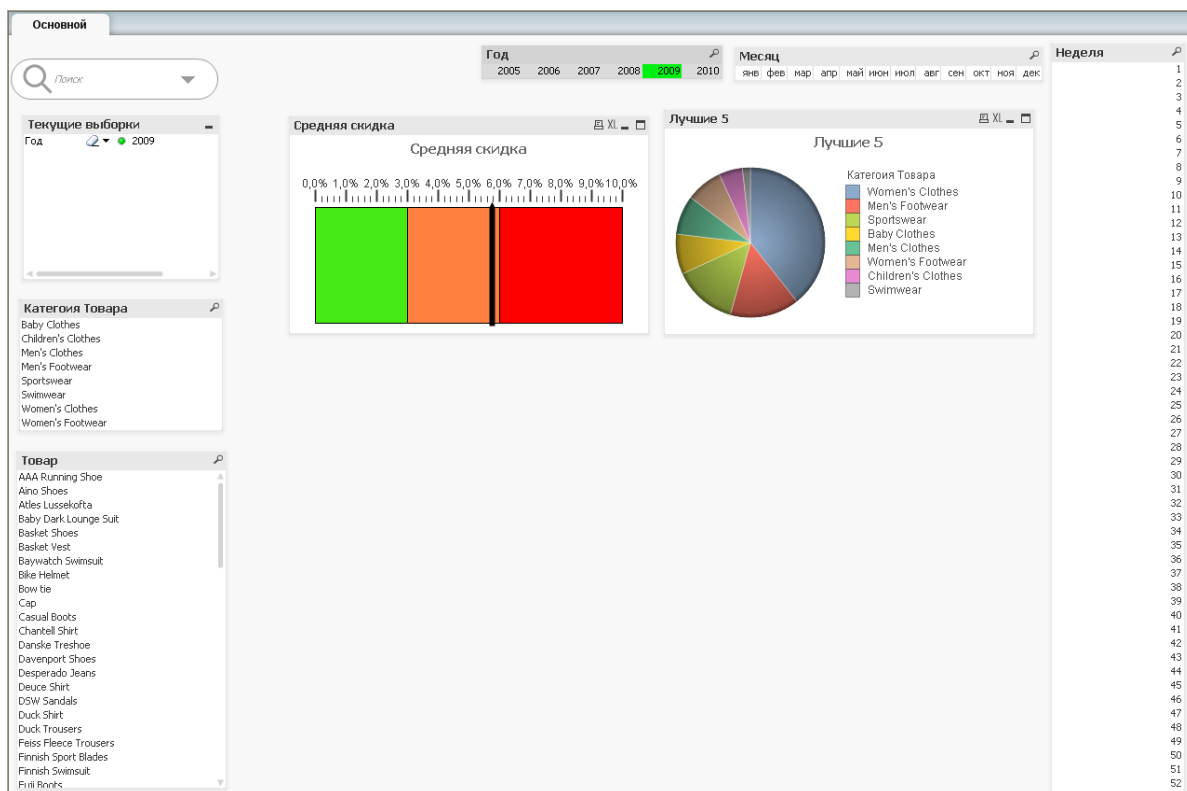 Основной
Поиск
Год
2005 2006 2007 2008 2009 2010
Месяц
янв фев мар апр май июн июл авг сен окт ноя дек
Неделя
1
2
3
4
5
6
7
8
9
10
11
12
13
14
15
16
17
18
19
20
21
22
23
24
25
26
27
28
29
30
31
32
33
34
35
36
37
38
39
40
41
42
43
44
45
46
47
48
49
50
51
52
Текущие выборки
Год 2009
Средняя скидка XL
Средняя скидка
0,0% 1,0% 2,0% 3,0% 4,0% 5,0% 6,0% 7,0% 8,0% 9,0% 10,0%
Лучшие 5 XL
Лучшие 5
Категоия Товара
Women's Clothes
Men's Footwear
Sportswear
Baby Clothes
Men's Clothes
Women's Footwear
Children's Clothes
Swimwear
Категоия Товара
Baby Clothes
Children's Clothes
Men's Clothes
Men's Footwear
Sportswear
Swimwear
Women's Clothes
Women's Footwear
Товар
AAA Running Shoe
Aino Shoes
Atles Lussekofta
Baby Dark Lounge Suit
Basket Shoes
Basket Vest
Baywatch Swimsuit
Bike Helmet
Bow tie
Cap
Casual Boots
Chantell Shirt
Danske Treshoe
Davenport Shoes
Desperado Jeans
Deuce Shirt
DSW Sandals
Duck Shirt
Duck Trousers
Feiss Fleece Trousers
Finnish Sport Blades
Finnish Swimsuit
Fuji Boots